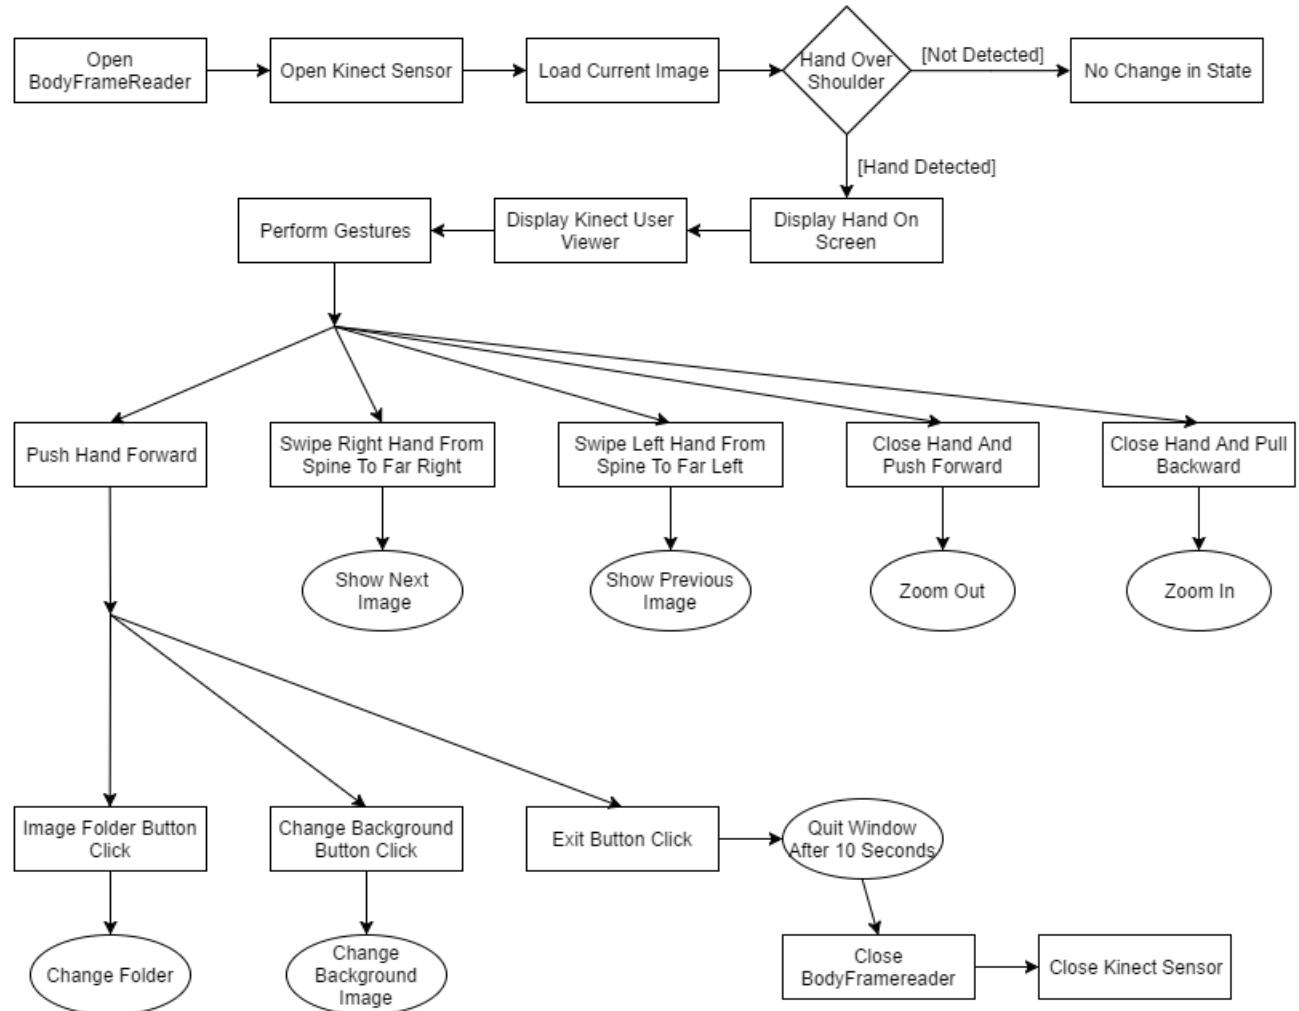 Open
BodyFrameReader
Open Kinect Sensor
Load Current Image
Hand Over
Shoulder
[Not Detected]
No Change in State
[Hand Detected]
Display Hand On
Screen
Display Kinect User
Viewer
Perform Gestures
Push Hand Forward
Swipe Right Hand From
Spine To Far Right
Swipe Left Hand From
Spine To Far Left
Close Hand And
Push Forward
Close Hand And Pull
Backward
Show Next
Image
Show Previous
Image
Zoom Out
Zoom In
Image Folder Button
Click
Change Background
Button Click
Exit Button Click
Quit Window
After 10 Seconds
Change Folder
Change
Background
Image
Close
BodyFramereader
Close Kinect Sensor